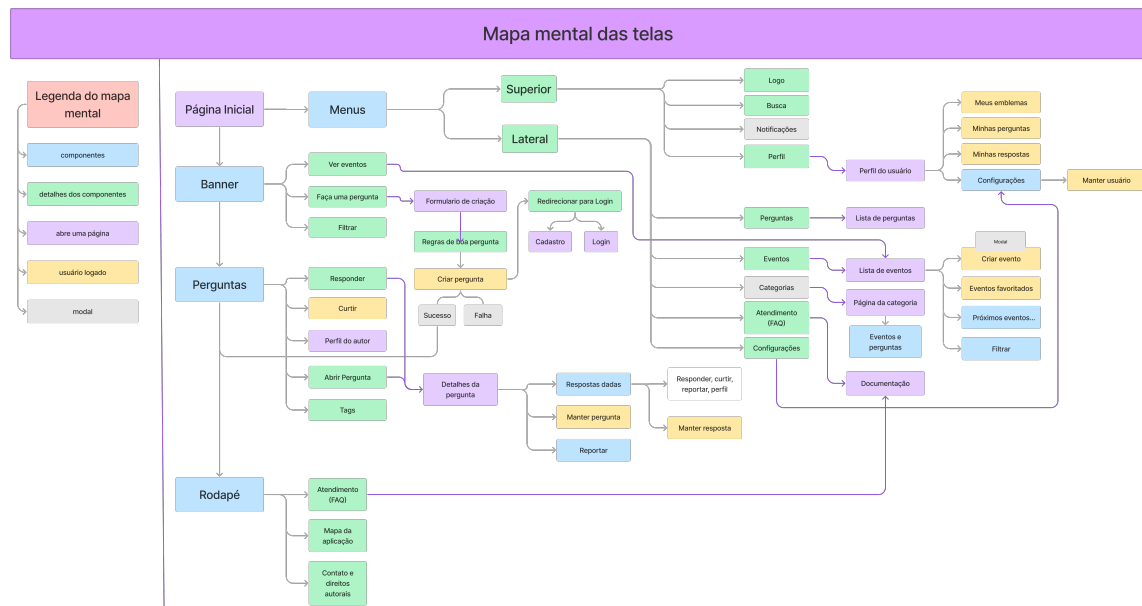 Mapa mental das telas
Legenda do mapa
mental
componentes
detalhes dos componentes
abre uma página
usuário logado
modal
Página Inicial
Menus
Superior
Lateral
Logo
Busca
Notificações
Perfil
Perfil do usuário
Meus emblemas
Minhas perguntas
Minhas respostas
Configurações
Manter usuário
Banner
Ver eventos
Faça uma pergunta
Filtrar
Formulario de criação
Regras de boa pergunta
Criar pergunta
Sucesso
Falha
Redirecionar para Login
Cadastro
Login
Perguntas
Lista de perguntas
Eventos
Lista de eventos
Modal
Criar evento
Eventos favoritados
Próximos eventos...
Filtrar
Categorias
Página da categoria
Eventos e
perguntas
Atendimento
(FAQ)
Configurações
Documentação
Perguntas
Responder
Curtir
Perfil do autor
Abrir Pergunta
Tags
Detalhes da
pergunta
Respostas dadas
Manter pergunta
Reportar
Responder, curtir,
reportar, perfil
Manter resposta
Rodapé
Atendimento
(FAQ)
Mapa da
aplicação
Contato e
direitos
autorais